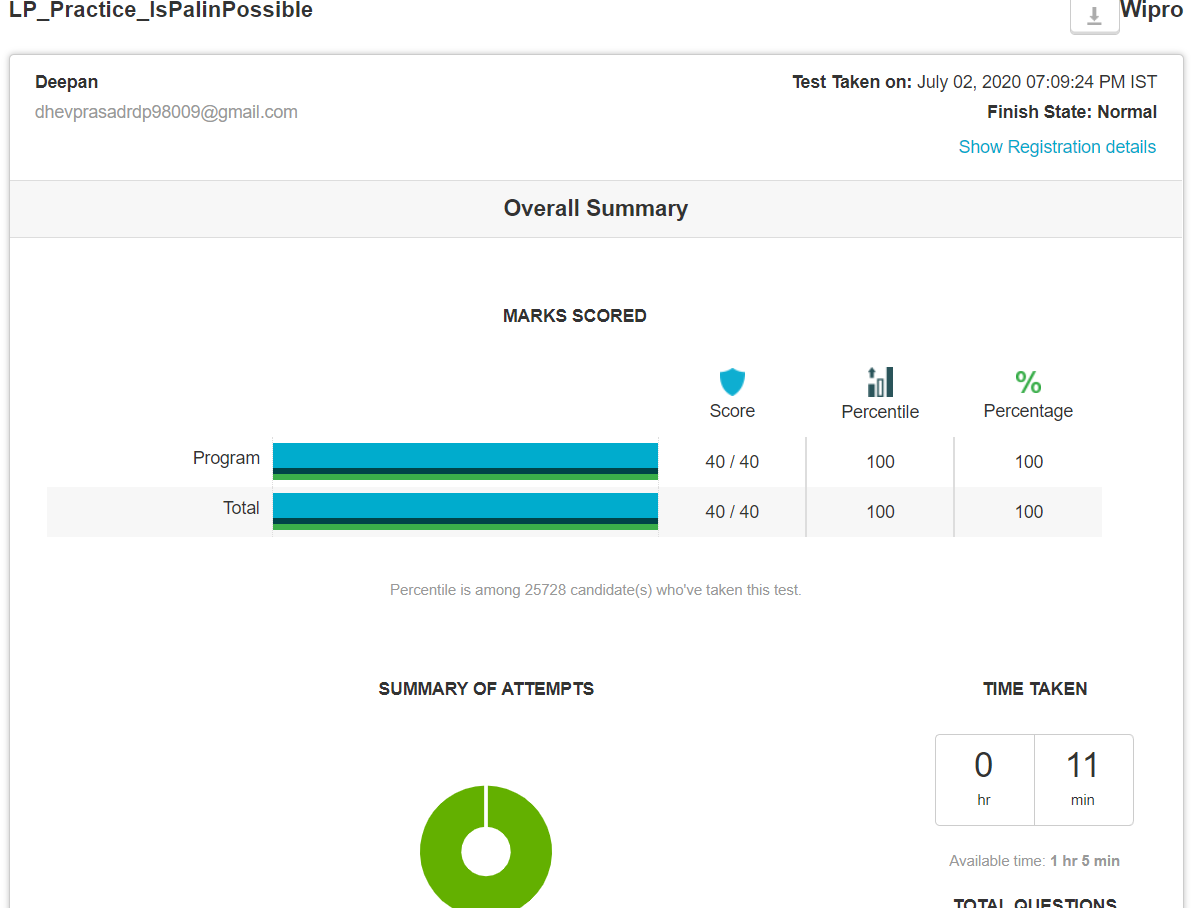 LP_Practice_IsPalinPossible
Wipro
Deepan
Test Taken on: July 02, 2020 07:09:24 PM IST
dhevprasadrdp98009@gmail.com
Finish State: Normal
Show Registration details
Overall Summary
MARKS SCORED
%
Score Percentile Percentage
Program 40 / 40 100 100
Total 40 / 40 100 100
Percentile is among 25728 candidate(s) who've taken this test.
SUMMARY OF ATTEMPTS
TIME TAKEN
0 11
hr min
Available time: 1 hr 5 min
TOTAL QUESTIONS